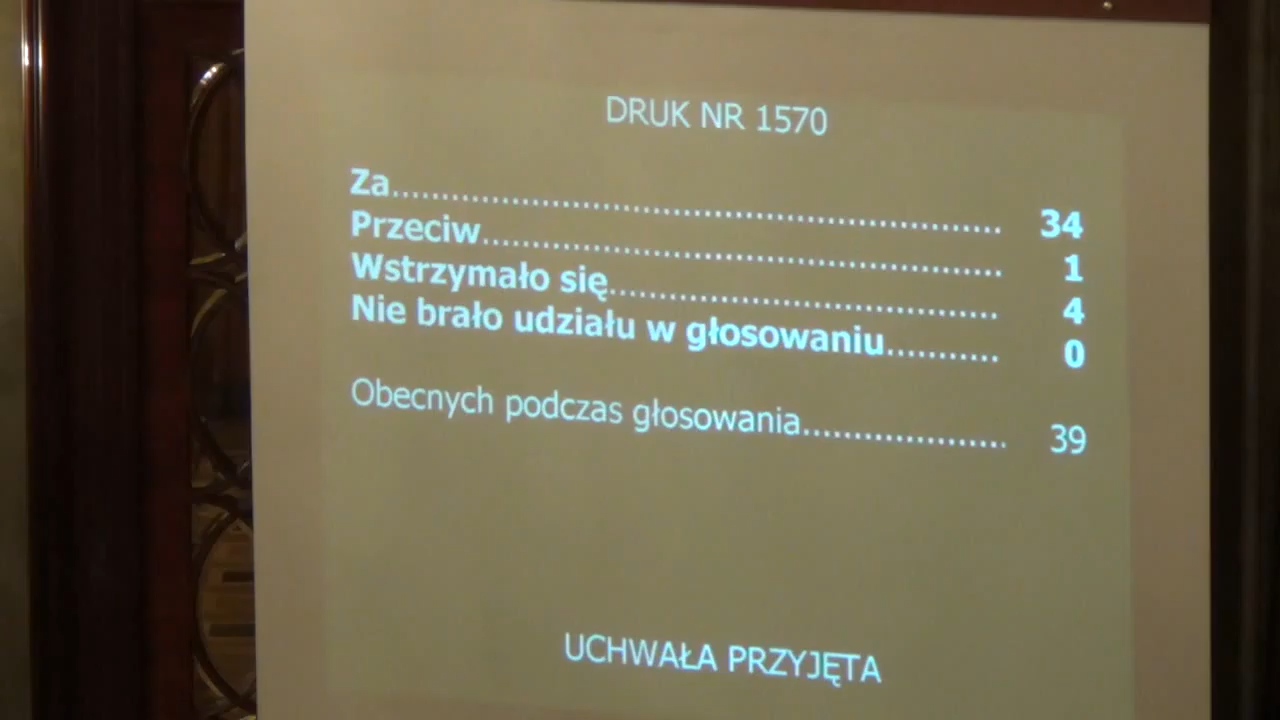 DRUK NR 1570
Za.................................................................. 34
Przeciw......................................................... 1
Wstrzymało się.......................................... 4
Nie brało udziału w głosowaniu........... 0
Obecnych podczas głosowania.................... 39
UCHWAŁA PRZYJĘTA